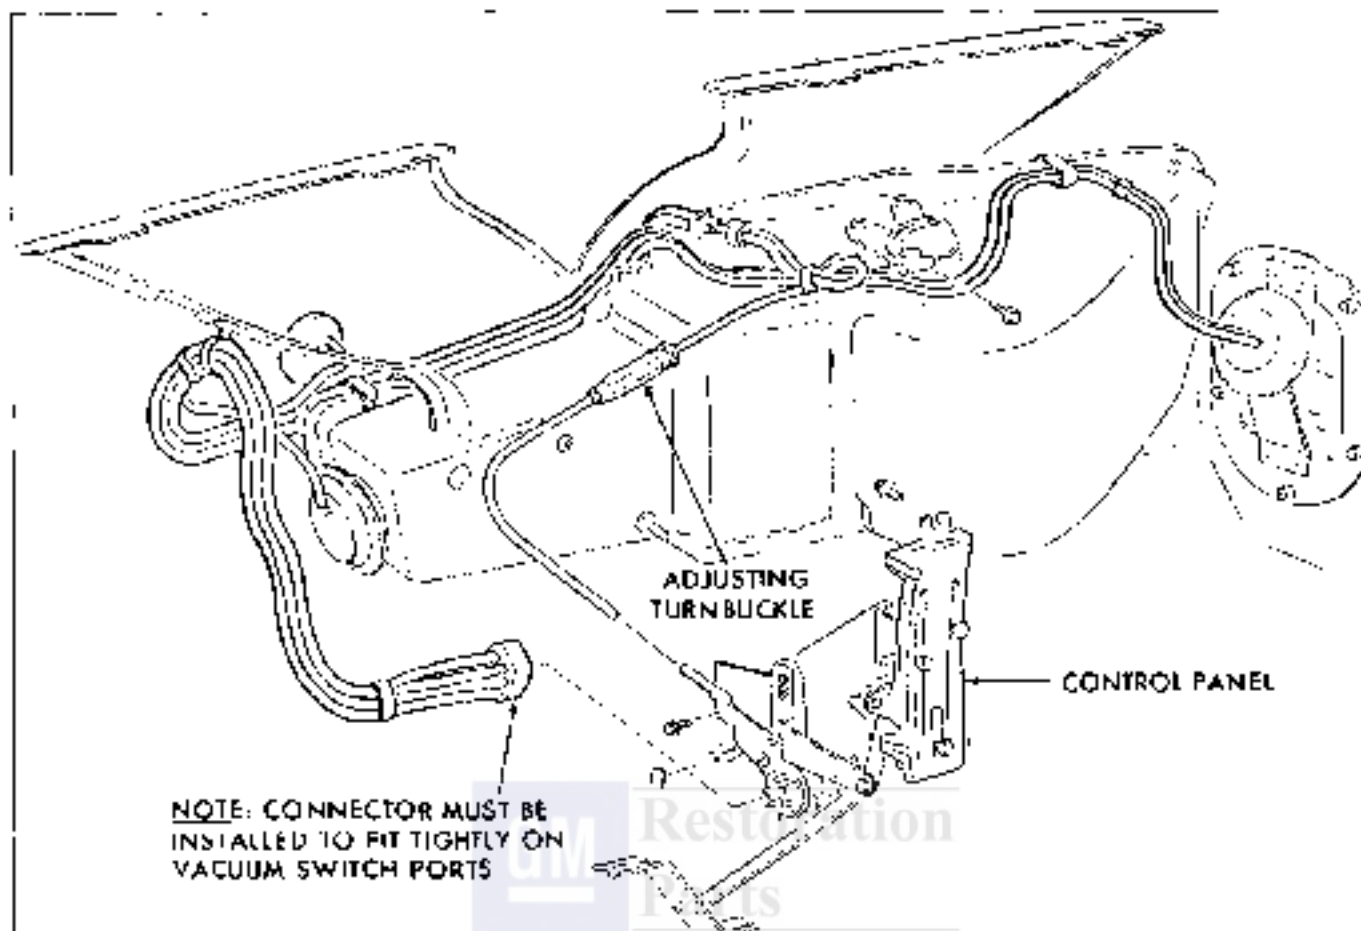 ADJUSTING
TURNBUCKLE
CONTROL PANEL
NOTE: CONNECTOR MUST BE
INSTALLED TO FIT TIGHTLY ON
VACUUM SWITCH PORTS
GM
Restoration
Parts